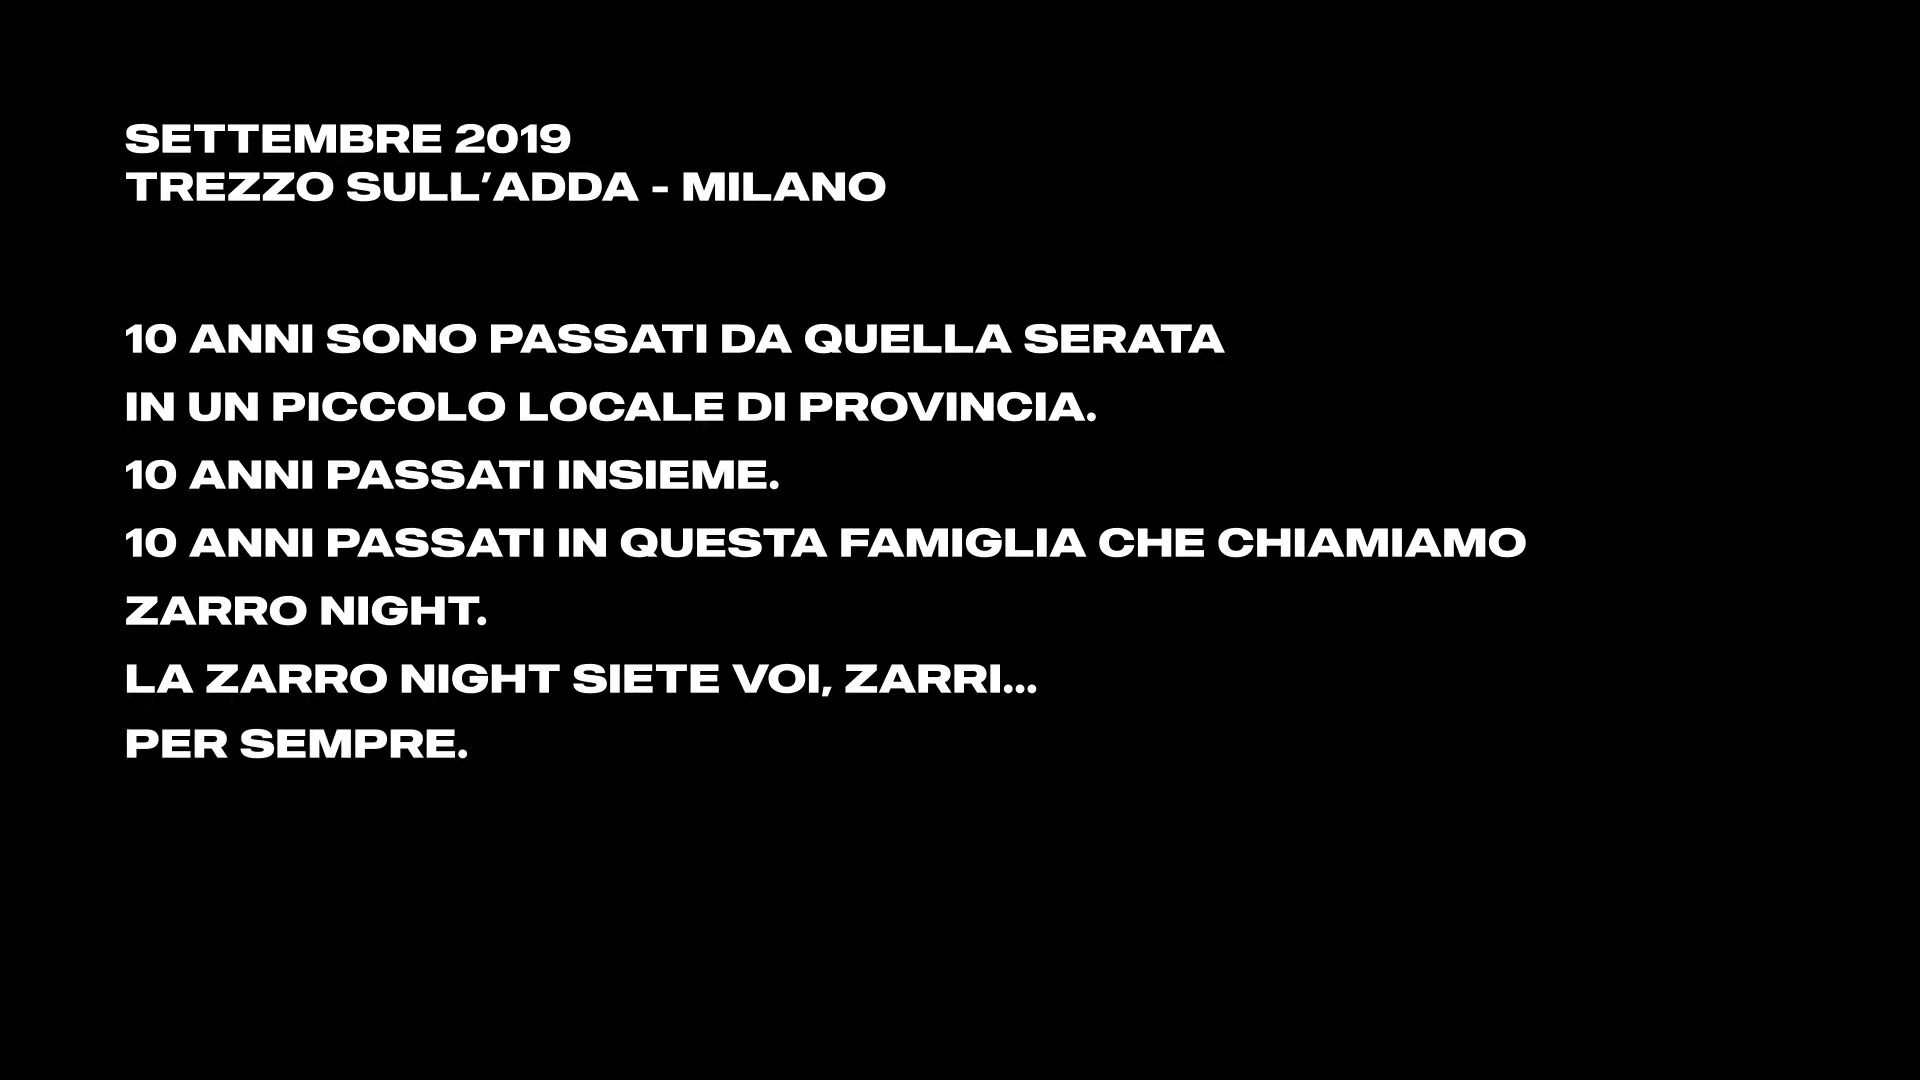 SETTEMBRE 2019
TREZZO SULL’ADDA - MILANO
10 ANNI SONO PASSATI DA QUELLA SERATA
IN UN PICCOLO LOCALE DI PROVINCIA.
10 ANNI PASSATI INSIEME.
10 ANNI PASSATI IN QUESTA FAMIGLIA CHE CHIAMIAMO
ZARRO NIGHT.
LA ZARRO NIGHT SIETE VOI, ZARRI...
PER SEMPRE.